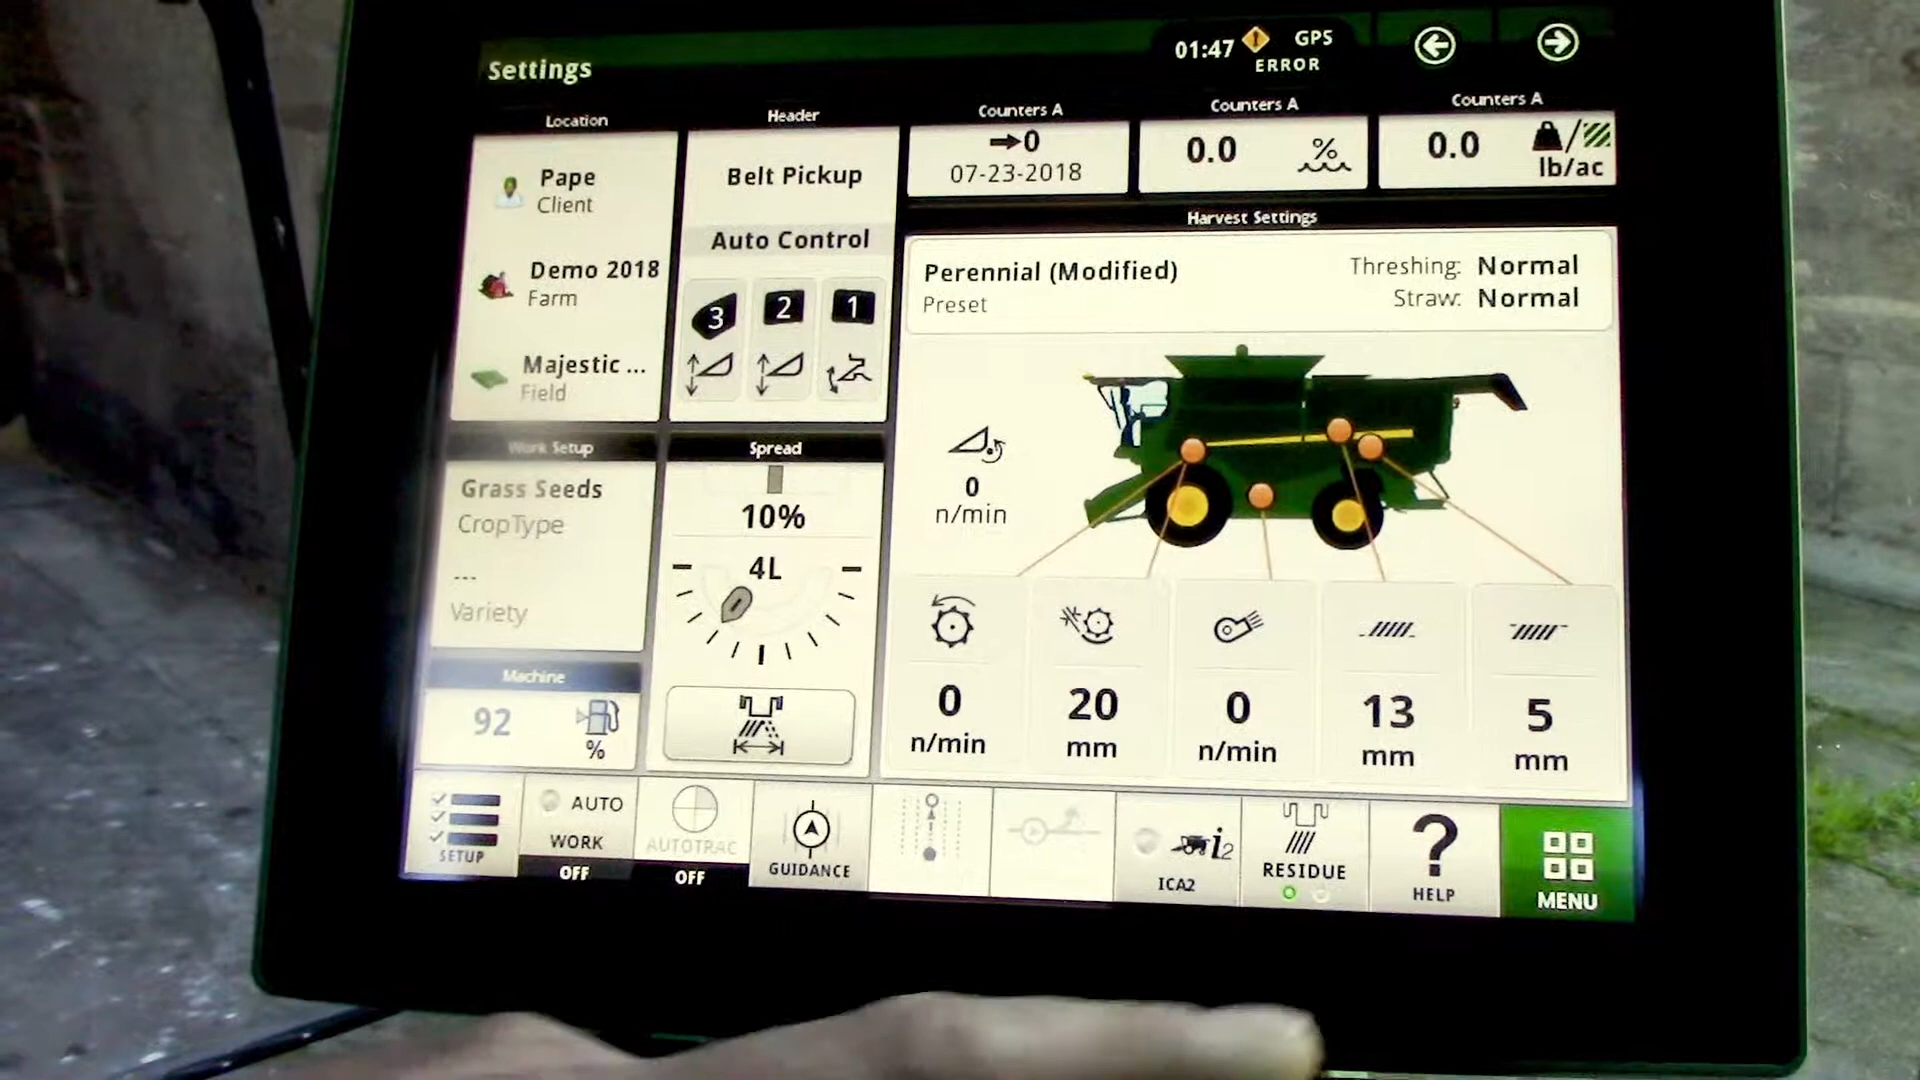 Settings
01:47
GPS
ERROR
Location
Pape
Client
Demo 2018
Farm
Majestic ...
Field
Header
Belt Pickup
Auto Control
3
2
1
Counters A
0
07-23-2018
Counters A
0.0
%
Counters A
0.0
lb/ac
Harvest Settings
Perennial (Modified)
Preset
Threshing: Normal
Straw: Normal
0
n/min
Work Setup
Grass Seeds
CropType
---
Variety
Spread
10%
4L
Machine
92
%
0
n/min
20
mm
0
n/min
13
mm
5
mm
SETUP
AUTO
WORK
OFF
AUTOTRAC
OFF
GUIDANCE
i2
ICA2
RESIDUE
?
HELP
MENU